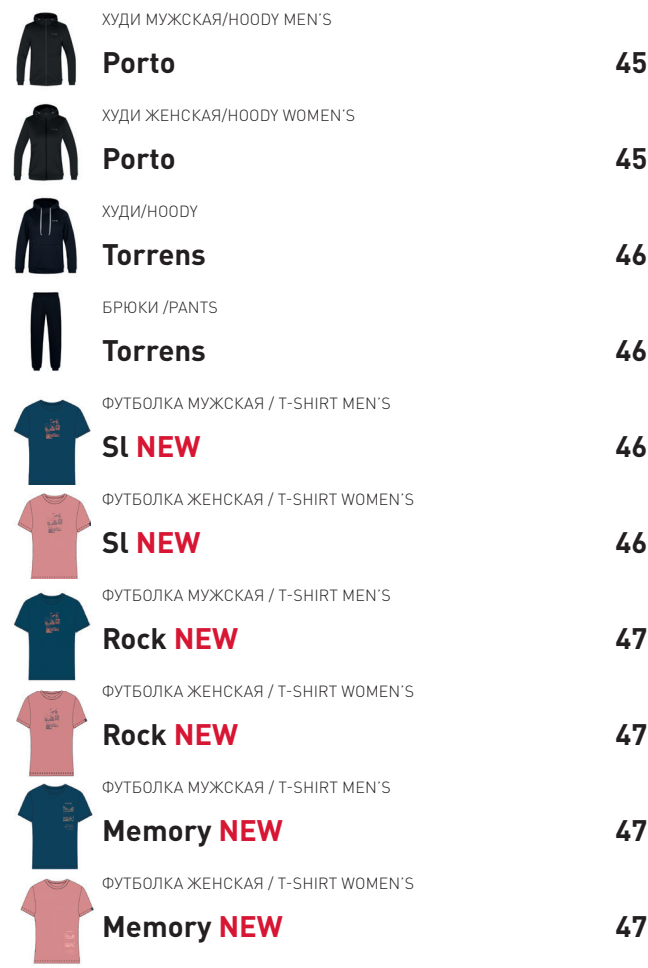 ХУДИ МУЖСКАЯ/HOODY MEN'S
Porto 45
ХУДИ ЖЕНСКАЯ/HOODY WOMEN'S
Porto 45
ХУДИ/HOODY
Torrens 46
БРЮКИ /PANTS
Torrens 46
ФУТБОЛКА МУЖСКАЯ / T-SHIRT MEN'S
Sl NEW 46
ФУТБОЛКА ЖЕНСКАЯ / T-SHIRT WOMEN'S
Sl NEW 46
ФУТБОЛКА МУЖСКАЯ / T-SHIRT MEN'S
Rock NEW 47
ФУТБОЛКА ЖЕНСКАЯ / T-SHIRT WOMEN'S
Rock NEW 47
ФУТБОЛКА МУЖСКАЯ / T-SHIRT MEN'S
Memory NEW 47
ФУТБОЛКА ЖЕНСКАЯ / T-SHIRT WOMEN'S
Memory NEW 47